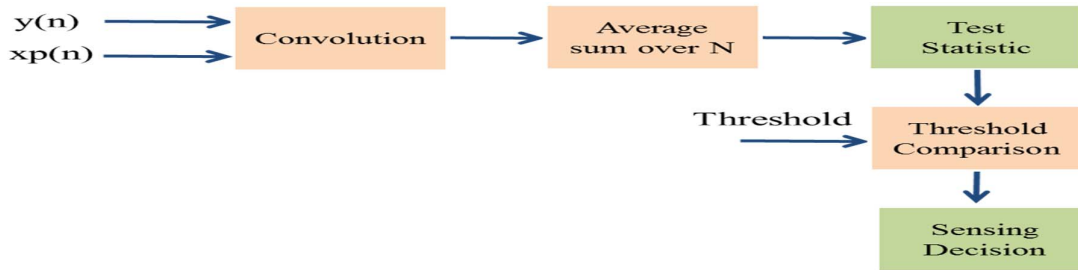 y(n)
xp(n)
Convolution
Average
sum over N
Test
Statistic
Threshold
Threshold
Comparison
Sensing
Decision